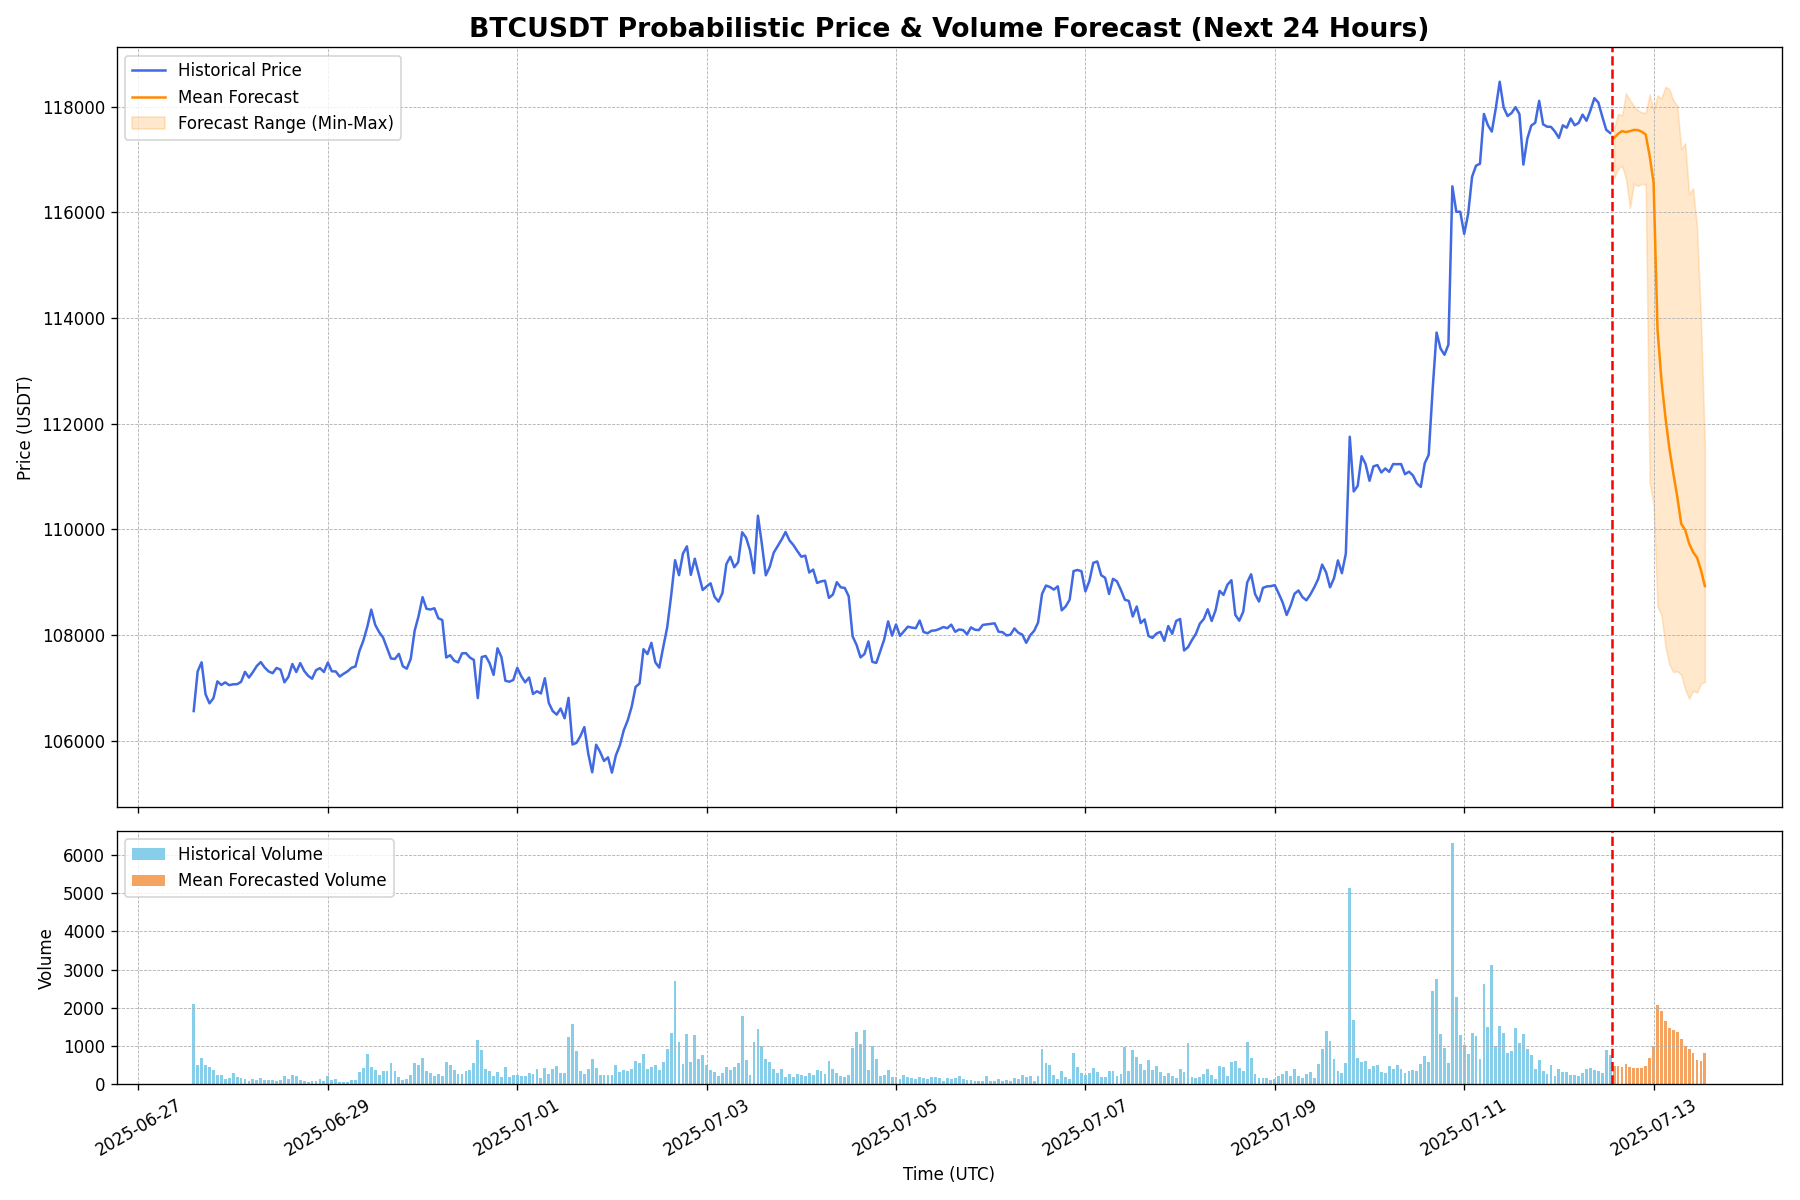 BTCUSDT Probabilistic Price & Volume Forecast (Next 24 Hours)
Historical Price
Mean Forecast
Forecast Range (Min-Max)
118000
116000
114000
112000
110000
108000
106000
Price (USDT)
Historical Volume
Mean Forecasted Volume
6000
5000
4000
3000
2000
1000
0
Volume
2025-06-27
2025-06-29
2025-07-01
2025-07-03
2025-07-05
2025-07-07
2025-07-09
2025-07-11
2025-07-13
Time (UTC)